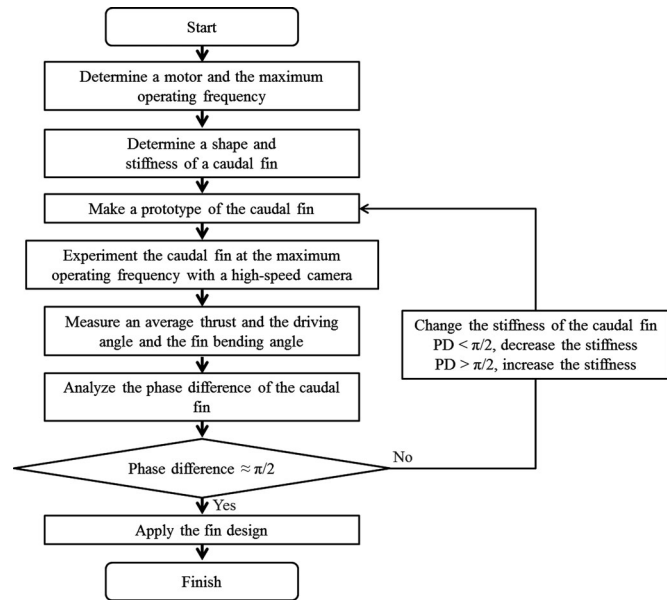 Start
Determine a motor and the maximum
operating frequency
Determine a shape and
stiffness of a caudal fin
Make a prototype of the caudal fin
Experiment the caudal fin at the maximum
operating frequency with a high-speed camera
Measure an average thrust and the driving
angle and the fin bending angle
Analyze the phase difference of the caudal
fin
Phase difference ≈ π/2
No
Change the stiffness of the caudal fin
PD < π/2, decrease the stiffness
PD > π/2, increase the stiffness
Yes
Apply the fin design
Finish